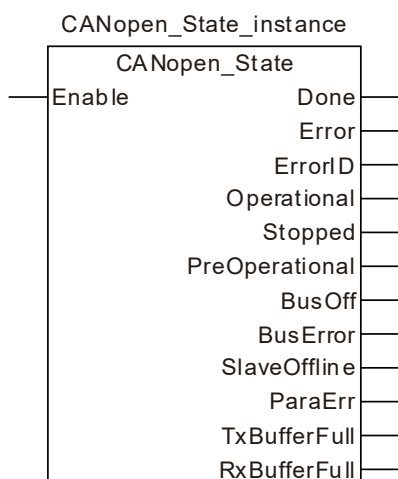 CANopen_State_instance
CANopen_State
Enable Done
Error
ErrorID
Operational
Stopped
PreOperational
BusOff
BusError
SlaveOffline
ParaErr
TxBufferFull
RxBufferFull